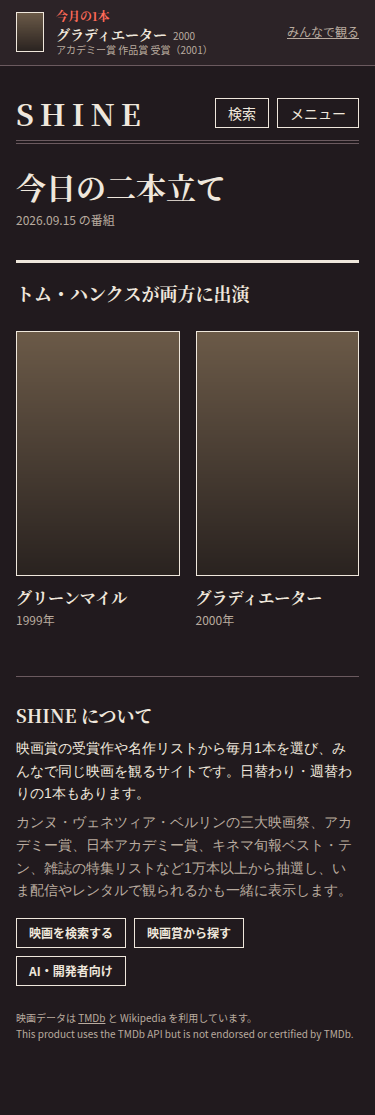 今月の1本
グラディエーター 2000
アカデミー賞 作品賞 受賞（2001）
みんなで観る
SHINE
検索
メニュー
今日の二本立て
2026.09.15 の番組
トム・ハンクスが両方に出演
グリーンマイル
1999年
グラディエーター
2000年
SHINE について
映画賞の受賞作や名作リストから毎月1本を選び、み
んなで同じ映画を観るサイトです。日替わり・週替わ
りの1本もあります。
カンヌ・ヴェネツィア・ベルリンの三大映画祭、アカ
デミー賞、日本アカデミー賞、キネマ旬報ベスト・テ
ン、雑誌の特集リストなど1万本以上から抽選し、い
ま配信やレンタルで観られるかも一緒に表示します。
映画を検索する
映画賞から探す
AI・開発者向け
映画データは TMDb と Wikipedia を利用しています。
This product uses the TMDb API but is not endorsed or certified by TMDb.